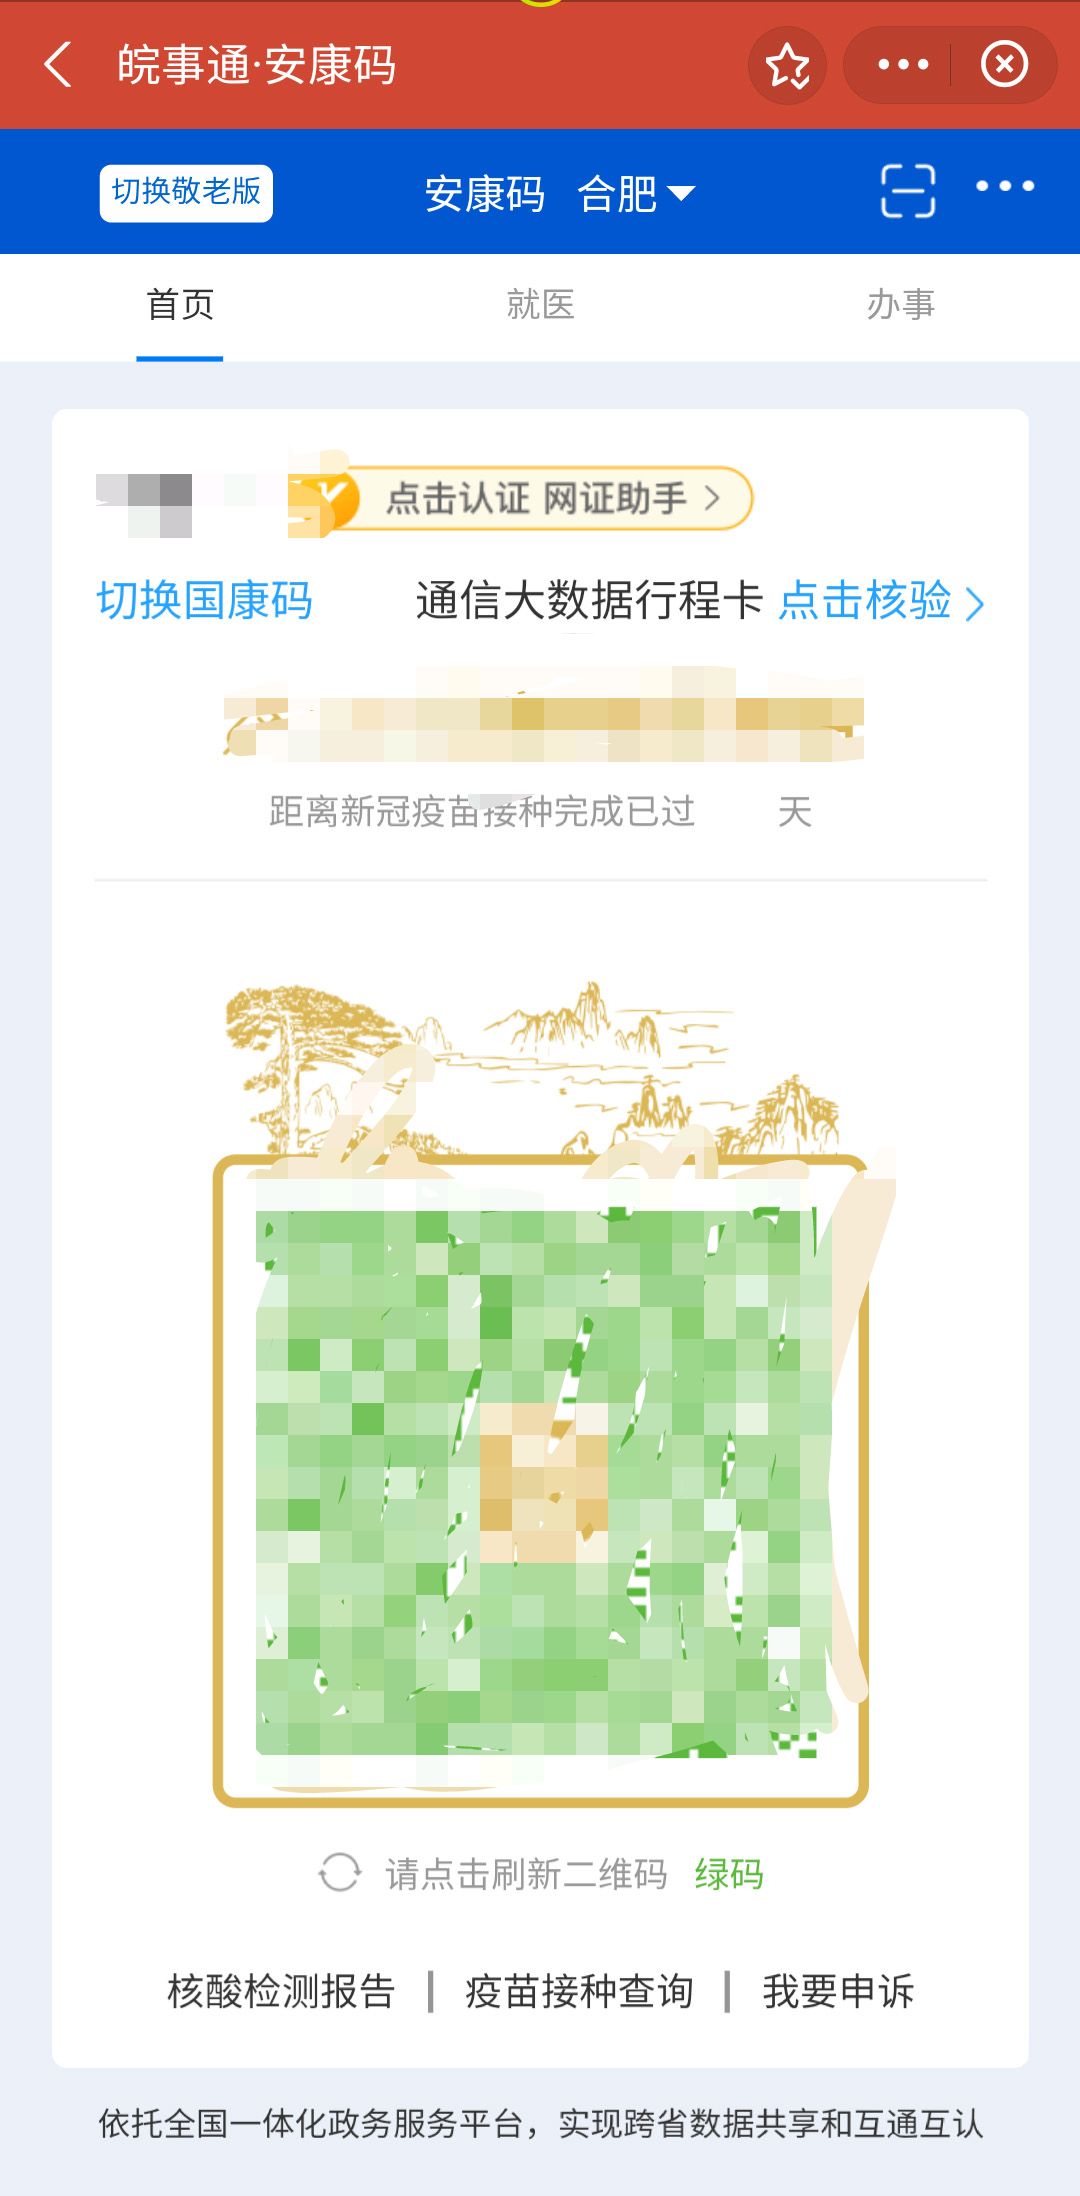 皖事通·安康码
切换敬老版 安康码 合肥
首页 就医 办事
点击认证 网证助手
切换国康码 通信大数据行程卡 点击核验
距离新冠疫苗接种完成已过 天
请点击刷新二维码 绿码
核酸检测报告 | 疫苗接种查询 | 我要申诉
依托全国一体化政务服务平台，实现跨省数据共享和互通互认